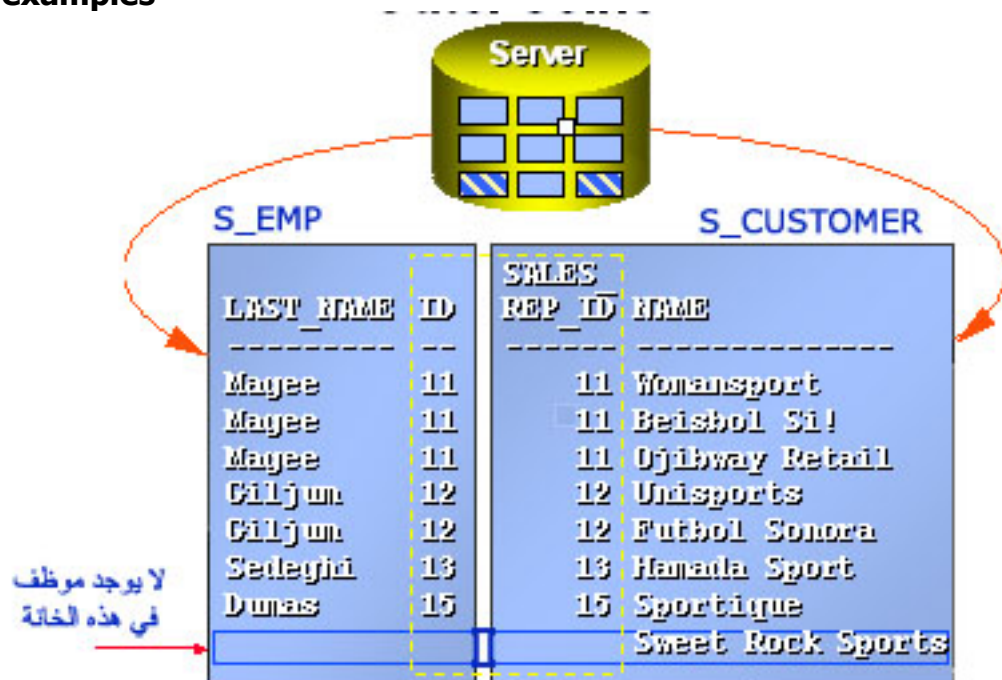 examples
Server
S_EMP
S_CUSTOMER
SALES_
LAST_NAME ID REP_ID NAME
--------- -- ------ --------------
Magee 11 11 Womansport
Magee 11 11 Beisbol Si!
Magee 11 11 Ojibway Retail
Giljum 12 12 Unisports
Giljum 12 12 Futbol Sonora
Sedeghi 13 13 Hamada Sport
Dumas 15 15 Sportique
Sweet Rock Sports
لا يوجد موظف
في هذه الخانة